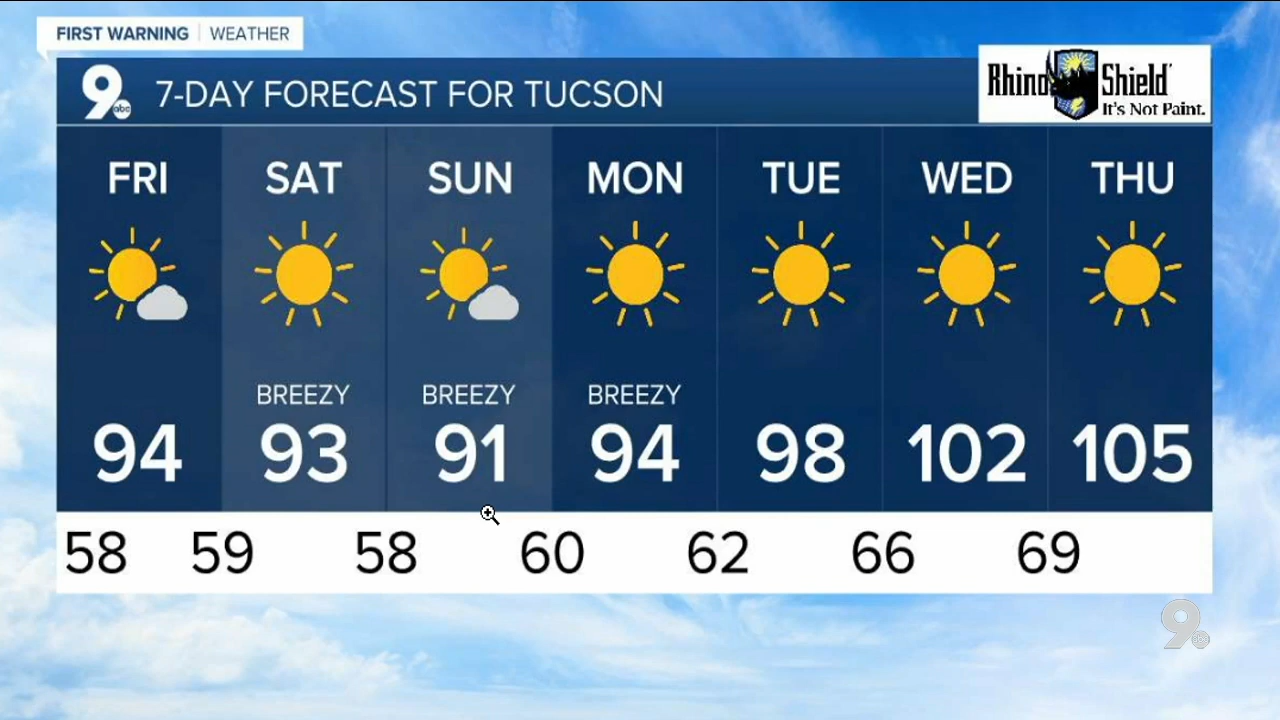 FIRST WARNING | WEATHER
9 abc 7-DAY FORECAST FOR TUCSON
Rhino Shield
It's Not Paint.
FRI SAT SUN MON TUE WED THU
BREEZY BREEZY BREEZY
94 93 91 94 98 102 105
58 59 58 60 62 66 69
9